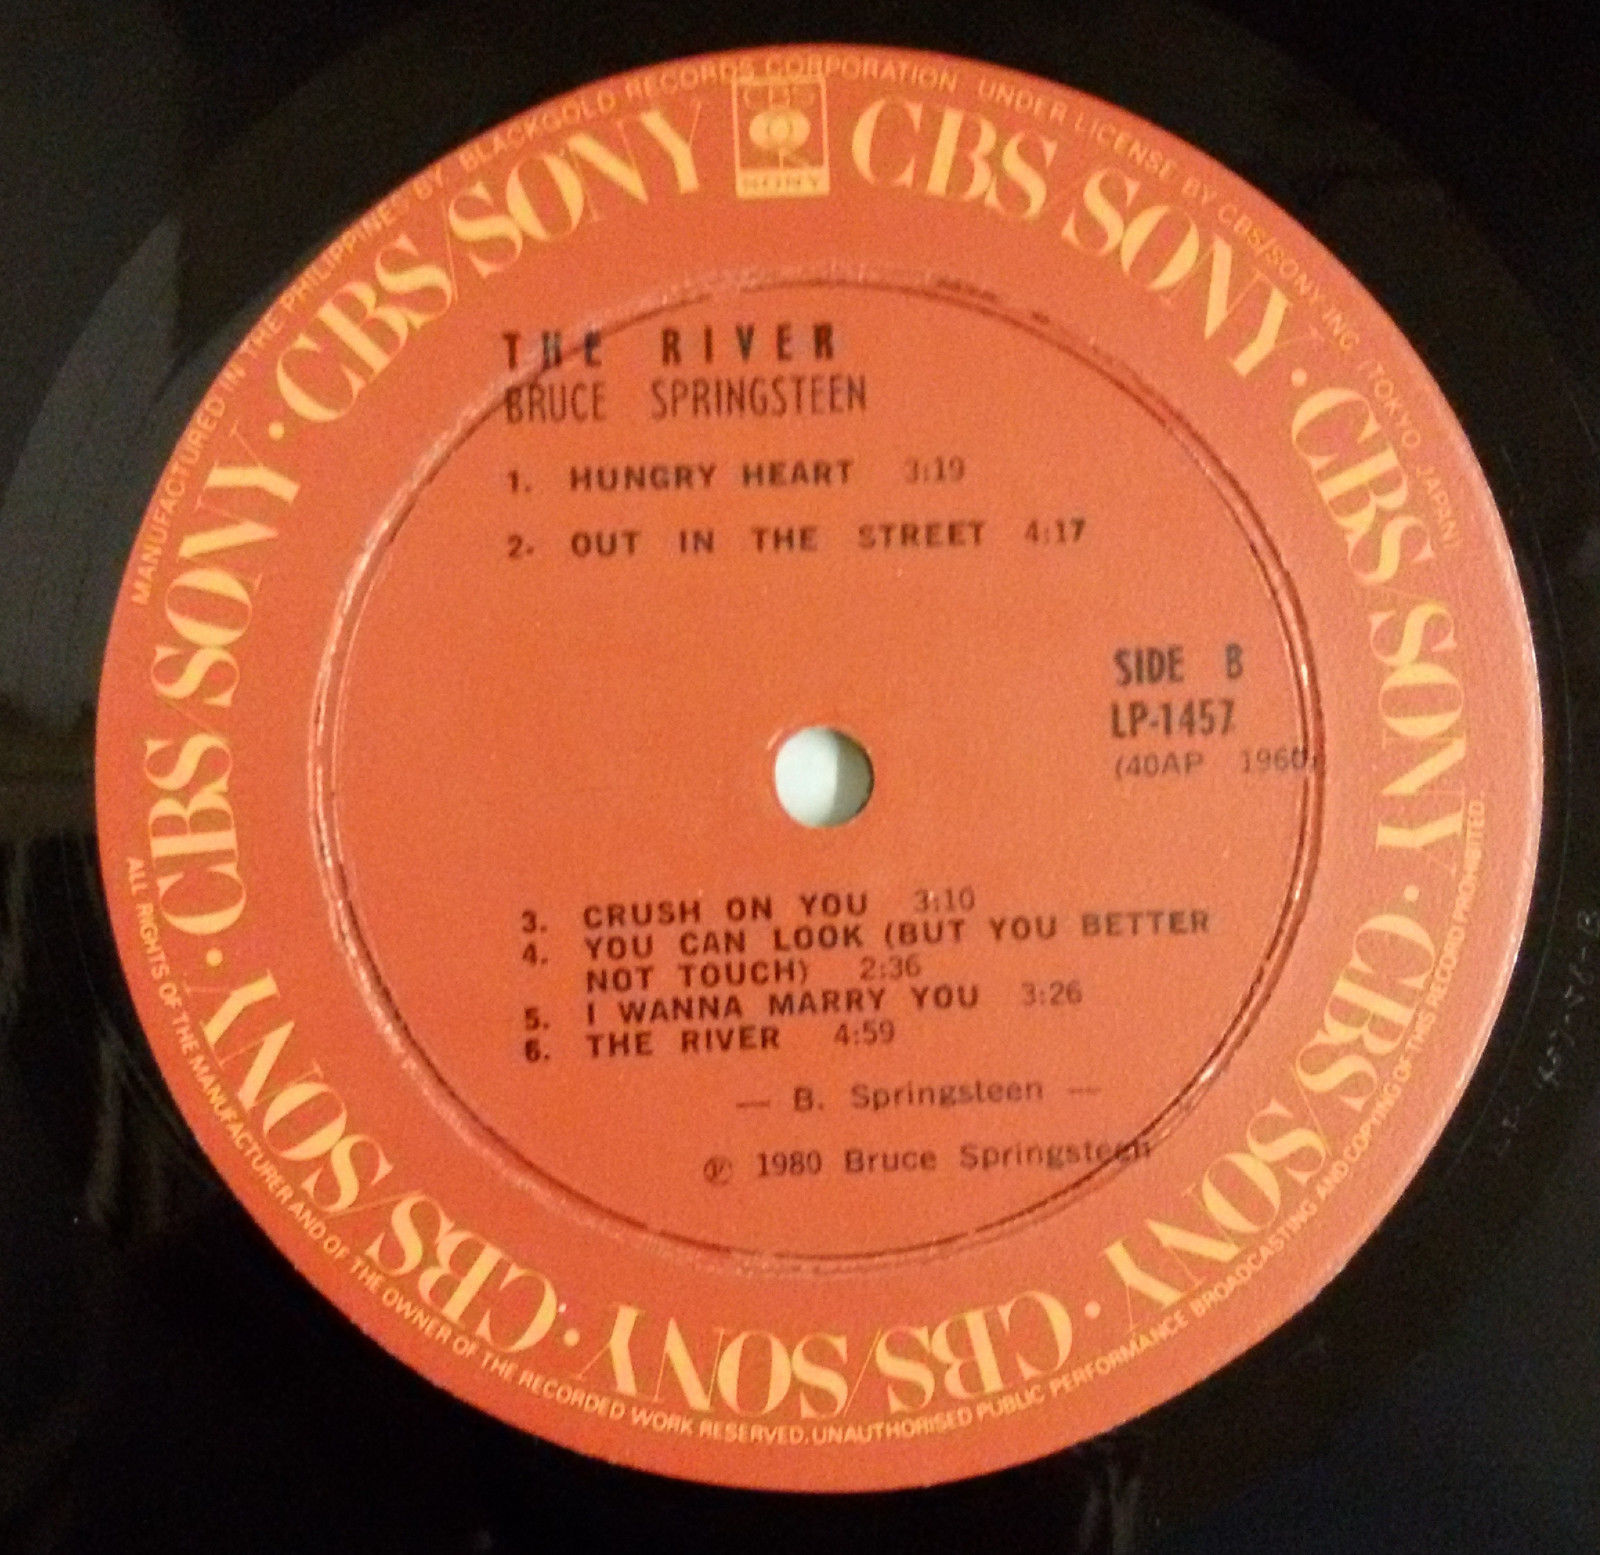 MANUFACTURED IN THE PHILIPPINES BY BLACKGOLD RECORDS CORPORATION UNDER LICENSE BY CBS/SONY INC (TOKYO JAPAN)
CBS
SONY
CBS/SONY · CBS/SONY · CBS/SONY · CBS/SONY · CBS/SONY · CBS/SONY · CBS/SONY · CBS/SONY
THE RIVER
BRUCE SPRINGSTEEN
1. HUNGRY HEART 3:19
2. OUT IN THE STREET 4:17
SIDE B
LP-1457
(40AP 1960)
3. CRUSH ON YOU 3:10
4. YOU CAN LOOK (BUT YOU BETTER
NOT TOUCH) 2:36
5. I WANNA MARRY YOU 3:26
6. THE RIVER 4:59
— B. Springsteen —
Ⓟ 1980 Bruce Springsteen
ALL RIGHTS OF THE MANUFACTURER AND OF THE OWNER OF THE RECORDED WORK RESERVED. UNAUTHORISED PUBLIC PERFORMANCE BROADCASTING AND COPYING OF THIS RECORD PROHIBITED.